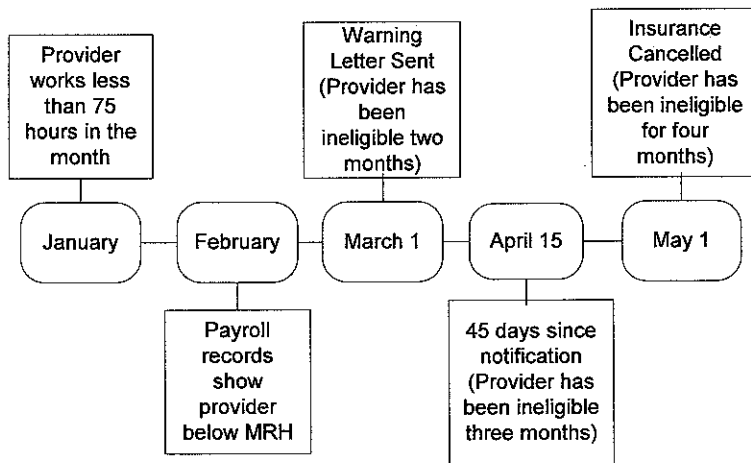 Provider
works less
than 75
hours in the
month
Warning
Letter Sent
(Provider has
been
ineligible two
months)
Insurance
Cancelled
(Provider has
been ineligible
for four
months)
January
February
March 1
April 15
May 1
Payroll
records
show
provider
below MRH
45 days since
notification
(Provider has
been ineligible
three months)